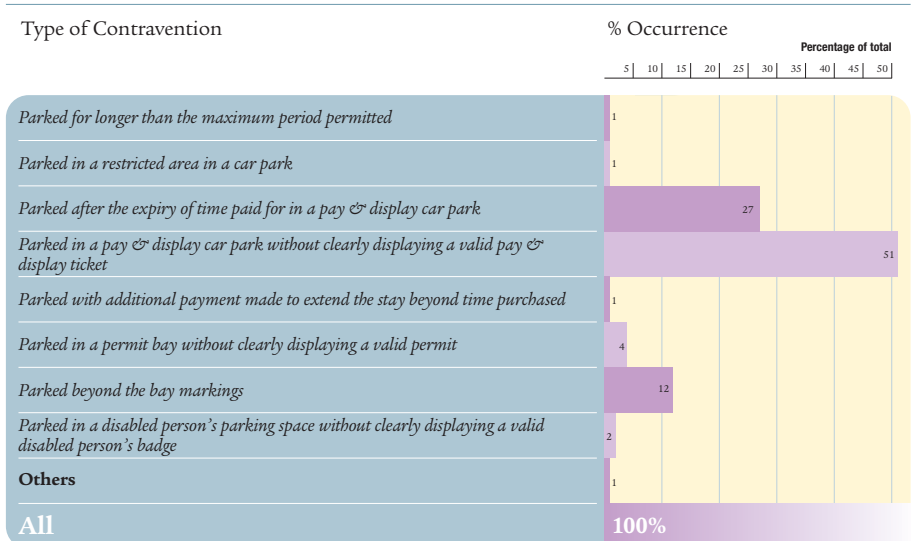 Type of Contravention
% Occurrence
Percentage of total
5 10 15 20 25 30 35 40 45 50
Parked for longer than the maximum period permitted
1
Parked in a restricted area in a car park
1
Parked after the expiry of time paid for in a pay & display car park
27
Parked in a pay & display car park without clearly displaying a valid pay &
display ticket
51
Parked with additional payment made to extend the stay beyond time purchased
1
Parked in a permit bay without clearly displaying a valid permit
4
Parked beyond the bay markings
12
Parked in a disabled person's parking space without clearly displaying a valid
disabled person's badge
2
Others
1
All
100%